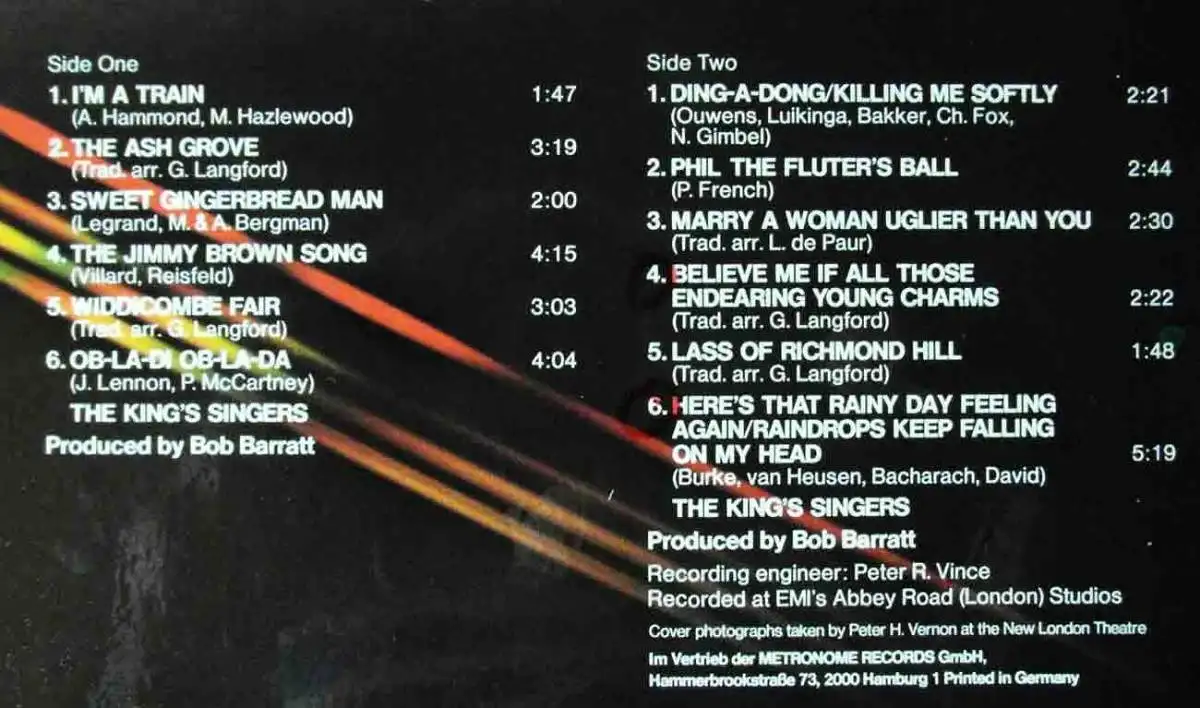 Side One
1. I'M A TRAIN 1:47
(A. Hammond, M. Hazlewood)
2. THE ASH GROVE 3:19
(Trad. arr. G. Langford)
3. SWEET GINGERBREAD MAN 2:00
(Legrand, M. & A. Bergman)
4. THE JIMMY BROWN SONG 4:15
(Villard, Reisfeld)
5. WIDDICOMBE FAIR 3:03
(Trad. arr. G. Langford)
6. OB-LA-DI OB-LA-DA 4:04
(J. Lennon, P. McCartney)
THE KING'S SINGERS
Produced by Bob Barratt
Side Two
1. DING-A-DONG/KILLING ME SOFTLY 2:21
(Ouwens, Luikinga, Bakker, Ch. Fox,
N. Gimbel)
2. PHIL THE FLUTER'S BALL 2:44
(P. French)
3. MARRY A WOMAN UGLIER THAN YOU 2:30
(Trad. arr. L. de Paur)
4. BELIEVE ME IF ALL THOSE
ENDEARING YOUNG CHARMS 2:22
(Trad. arr. G. Langford)
5. LASS OF RICHMOND HILL 1:48
(Trad. arr. G. Langford)
6. HERE'S THAT RAINY DAY FEELING
AGAIN/RAINDROPS KEEP FALLING
ON MY HEAD 5:19
(Burke, van Heusen, Bacharach, David)
THE KING'S SINGERS
Produced by Bob Barratt
Recording engineer: Peter R. Vince
Recorded at EMI's Abbey Road (London) Studios
Cover photographs taken by Peter H. Vernon at the New London Theatre
Im Vertrieb der METRONOME RECORDS GmbH,
Hammerbrookstraße 73, 2000 Hamburg 1 Printed in Germany